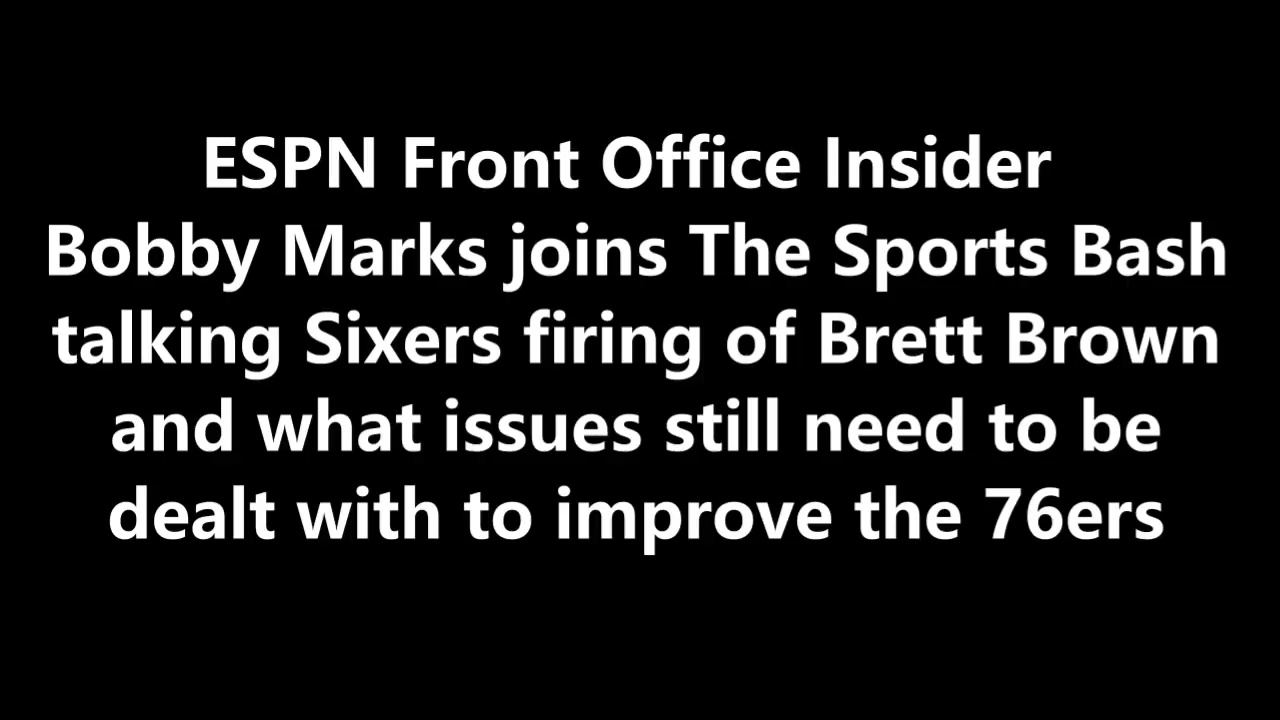 ESPN Front Office Insider
Bobby Marks joins The Sports Bash
talking Sixers firing of Brett Brown
and what issues still need to be
dealt with to improve the 76ers